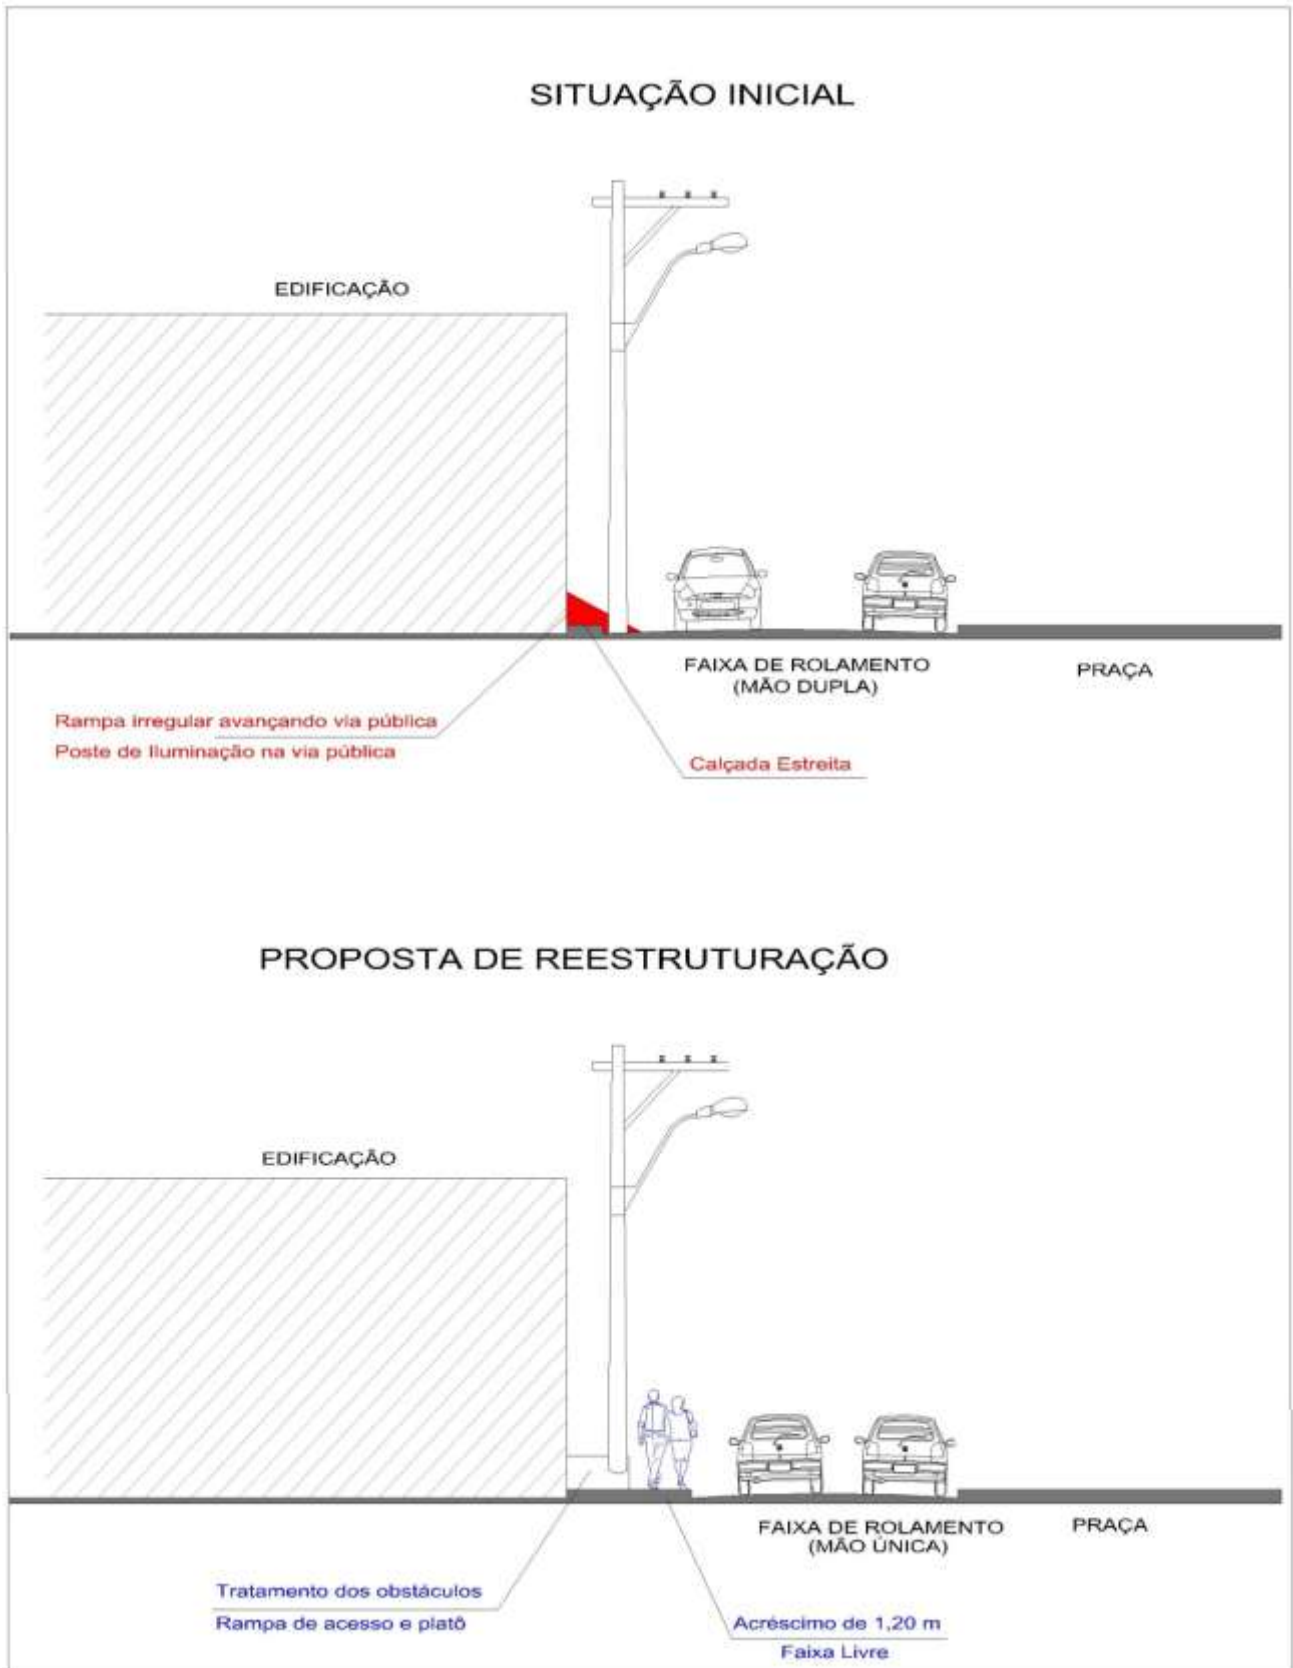 SITUAÇÃO INICIAL
EDIFICAÇÃO
FAIXA DE ROLAMENTO
(MÃO DUPLA)
PRAÇA
Rampa irregular avançando via pública
Poste de Iluminação na via pública
Calçada Estreita
PROPOSTA DE REESTRUTURAÇÃO
EDIFICAÇÃO
FAIXA DE ROLAMENTO
(MÃO ÚNICA)
PRAÇA
Tratamento dos obstáculos
Rampa de acesso e platô
Acréscimo de 1,20 m
Faixa Livre